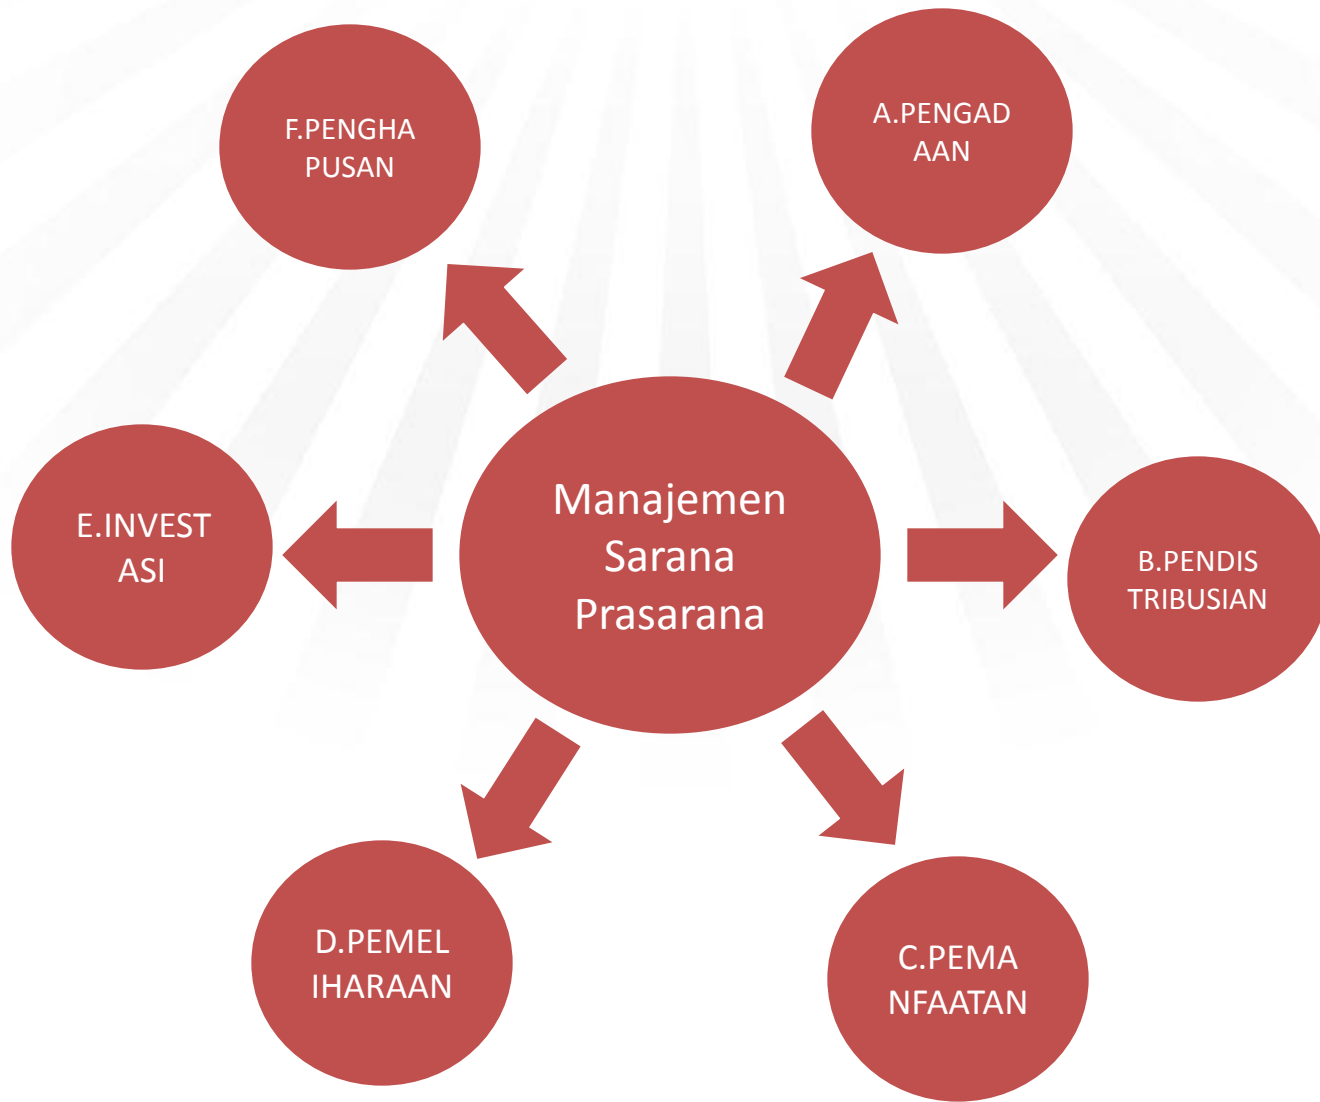 F.PENGHA
PUSAN
A.PENGAD
AAN
E.INVEST
ASI
Manajemen
Sarana
Prasarana
B.PENDIS
TRIBUSIAN
D.PEMEL
IHARAAN
C.PEMA
NFAATAN